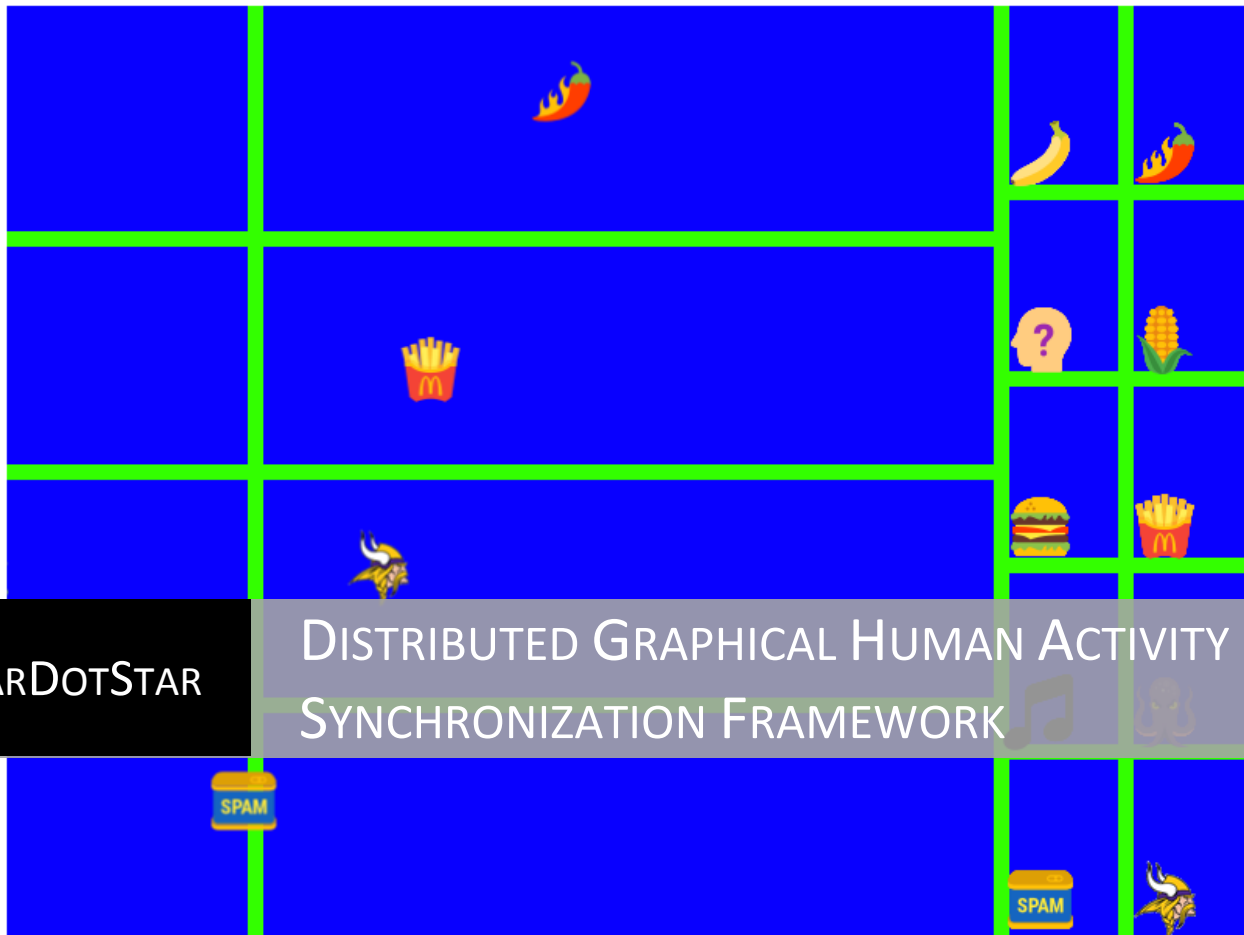 DISTRIBUTED GRAPHICAL HUMAN ACTIVITY
ARDOTSTAR
SYNCHRONIZATION FRAMEWORK
SPAM
SPAM
?